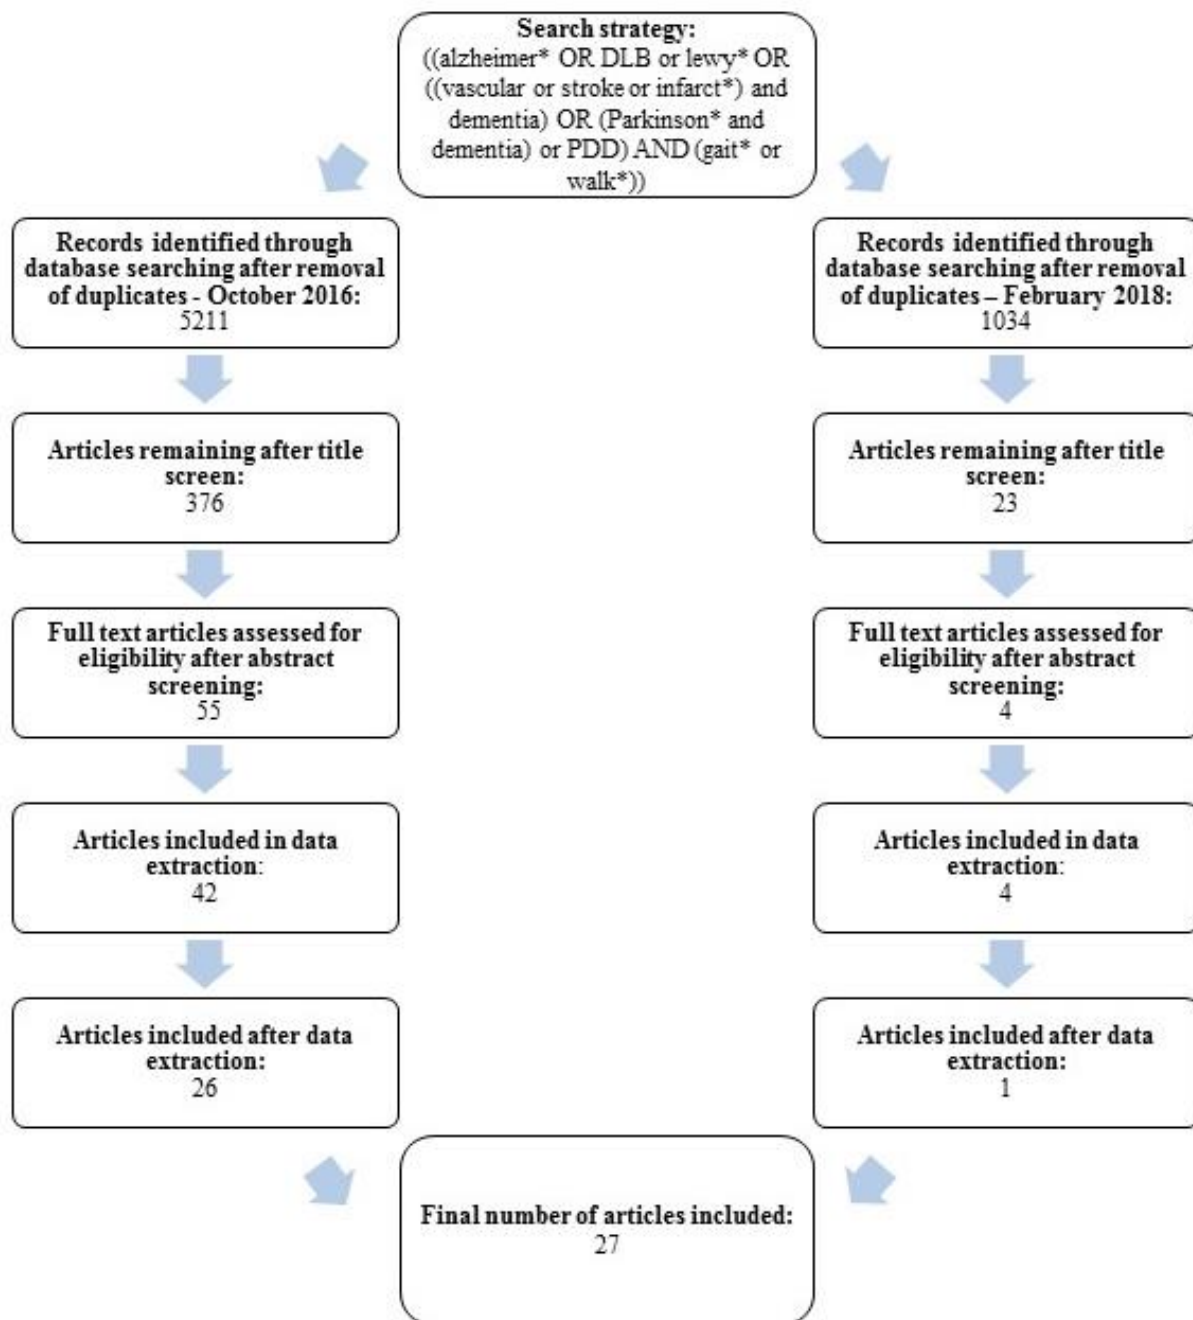 Search strategy:
((alzheimer* OR DLB or lewy* OR
((vascular or stroke or infarct*) and
dementia) OR (Parkinson* and
dementia) or PDD) AND (gait* or
walk*))
Records identified through
database searching after removal
of duplicates - October 2016:
5211
Articles remaining after title
screen:
376
Full text articles assessed for
eligibility after abstract
screening:
55
Articles included in data
extraction:
42
Articles included after data
extraction:
26
Records identified through
database searching after removal
of duplicates – February 2018:
1034
Articles remaining after title
screen:
23
Full text articles assessed for
eligibility after abstract
screening:
4
Articles included in data
extraction:
4
Articles included after data
extraction:
1
Final number of articles included:
27